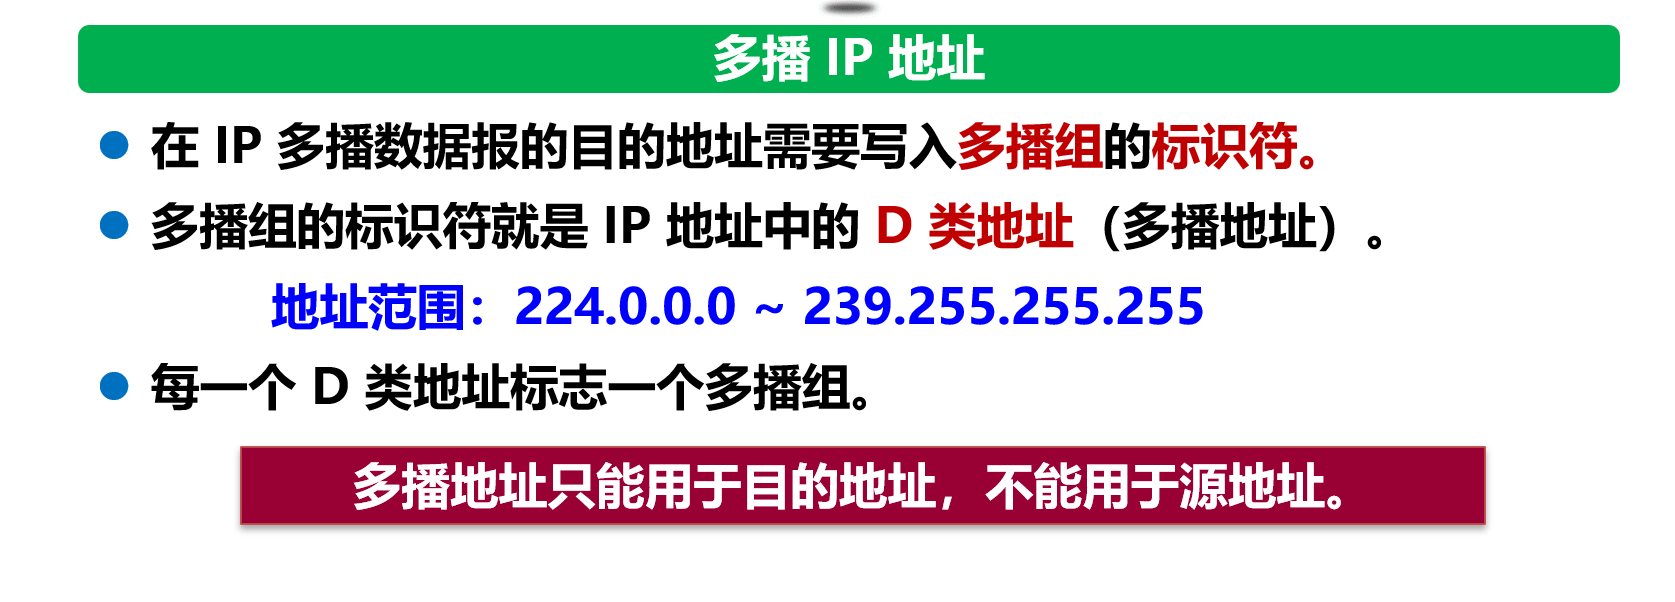 多播 IP 地址
在 IP 多播数据报的目的地址需要写入多播组的标识符。
多播组的标识符就是 IP 地址中的 D 类地址（多播地址）。
地址范围：224.0.0.0 ~ 239.255.255.255
每一个 D 类地址标志一个多播组。
多播地址只能用于目的地址，不能用于源地址。